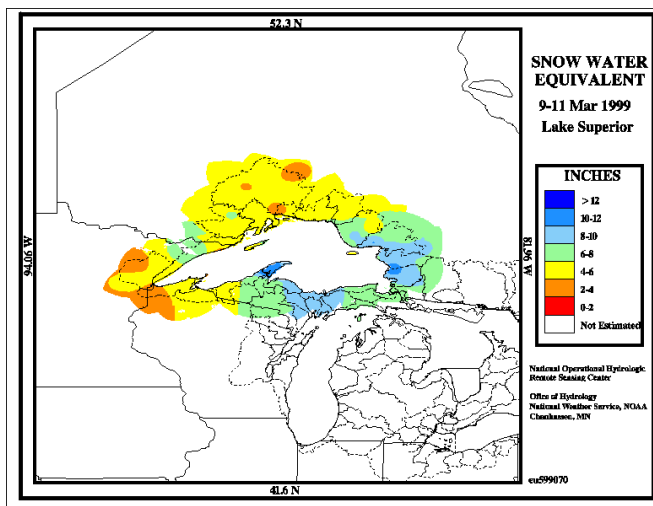 52.3 N
94.06 W
81.96 W
41.6 N
SNOW WATER
EQUIVALENT
9-11 Mar 1999
Lake Superior
INCHES
> 12
10-12
8-10
6-8
4-6
2-4
0-2
Not Estimated
National Operational Hydrologic
Remote Sensing Center
Office of Hydrology
National Weather Service, NOAA
Chanhassen, MN
eu599070